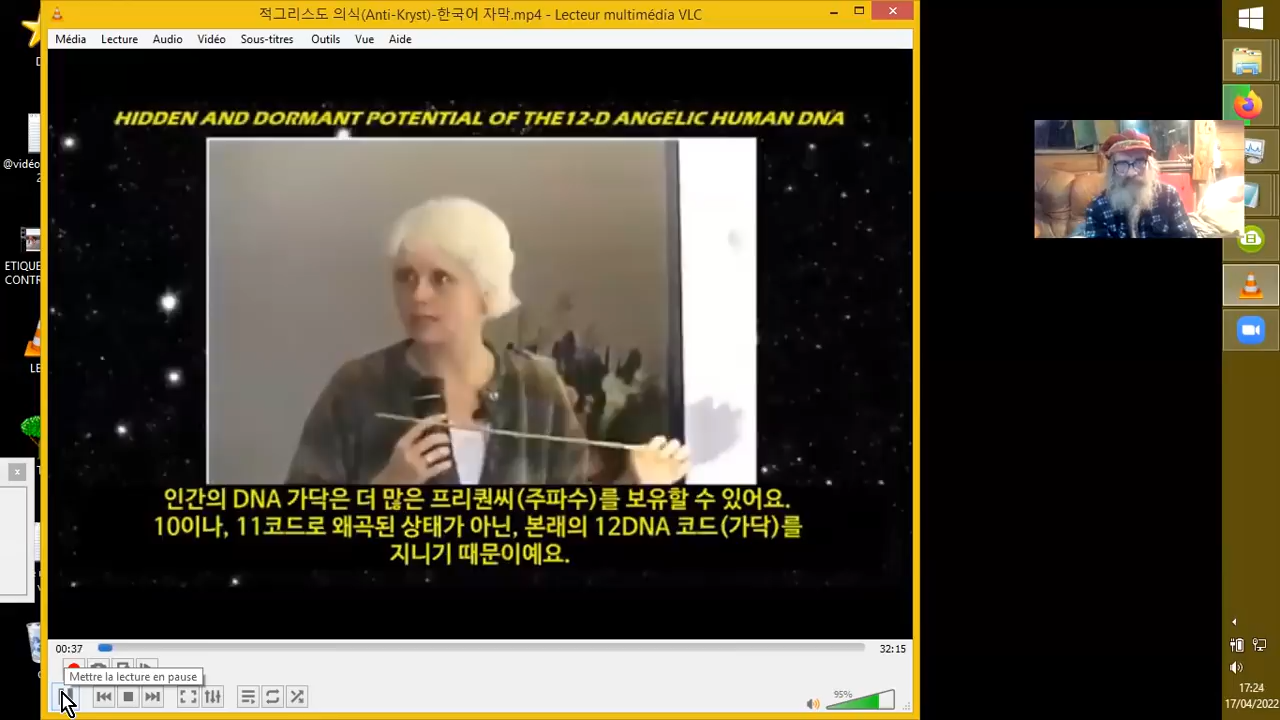 적그리스도 의식(Anti-Kryst)-한국어 자막.mp4 - Lecteur multimédia VLC
Média Lecture Audio Vidéo Sous-titres Outils Vue Aide
HIDDEN AND DORMANT POTENTIAL OF THE 12-D ANGELIC HUMAN DNA
@vidéo
ETIQUE
CONTR
인간의 DNA 가닥은 더 많은 프리퀀씨(주파수)를 보유할 수 있어요.
10이나, 11코드로 왜곡된 상태가 아닌, 본래의 12DNA 코드(가닥)를
지니기 때문이예요.
00:37 32:15
Mettre la lecture en pause
95%
17:24
17/04/2022